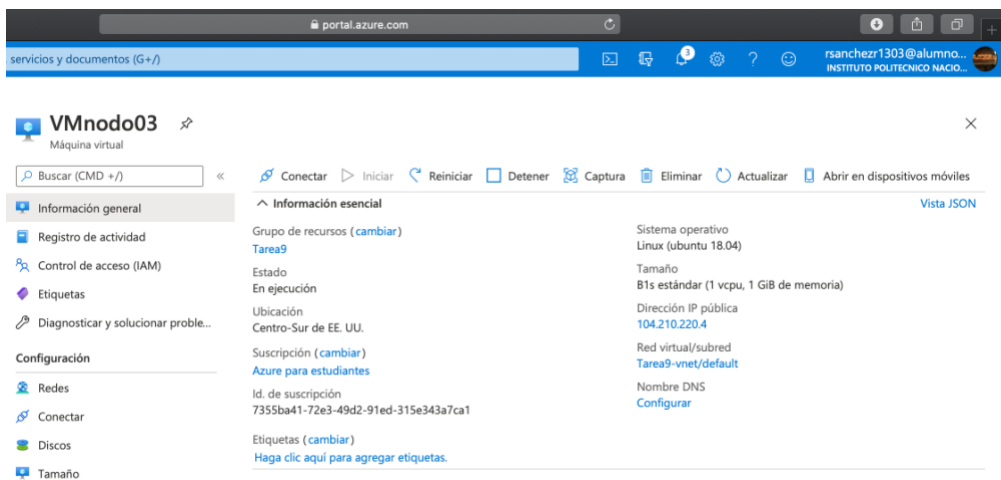 portal.azure.com
servicios y documentos (G+/)
3
rsanchezr1303@alumno...
INSTITUTO POLITECNICO NACIO...
VMnodo03
Máquina virtual
Buscar (CMD +/)
«
Conectar
Iniciar
Reiniciar
Detener
Captura
Eliminar
Actualizar
Abrir en dispositivos móviles
Información general
Registro de actividad
Control de acceso (IAM)
Etiquetas
Diagnosticar y solucionar proble...
Configuración
Redes
Conectar
Discos
Tamaño
Información esencial
Vista JSON
Grupo de recursos (cambiar)
Tarea9
Estado
En ejecución
Ubicación
Centro-Sur de EE. UU.
Suscripción (cambiar)
Azure para estudiantes
Id. de suscripción
7355ba41-72e3-49d2-91ed-315e343a7ca1
Etiquetas (cambiar)
Haga clic aquí para agregar etiquetas.
Sistema operativo
Linux (ubuntu 18.04)
Tamaño
B1s estándar (1 vcpu, 1 GiB de memoria)
Dirección IP pública
104.210.220.4
Red virtual/subred
Tarea9-vnet/default
Nombre DNS
Configurar